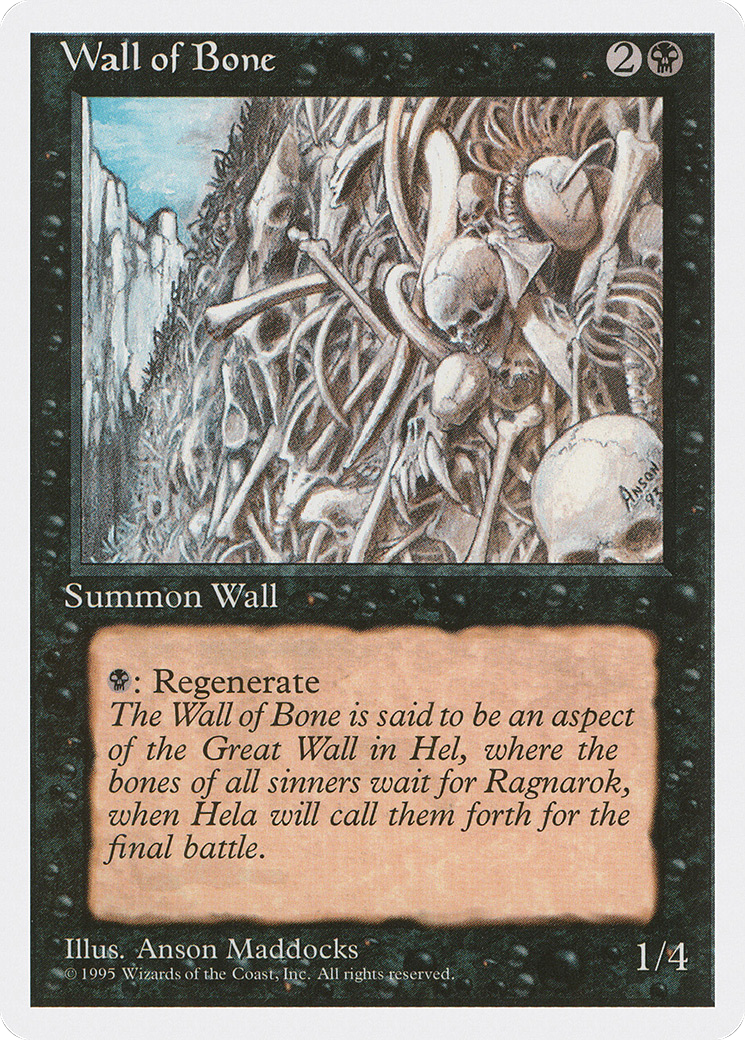 Wall of Bone 2
ANSON
93
Summon Wall
: Regenerate
The Wall of Bone is said to be an aspect
of the Great Wall in Hel, where the
bones of all sinners wait for Ragnarok,
when Hela will call them forth for the
final battle.
Illus. Anson Maddocks
1/4
© 1995 Wizards of the Coast, Inc. All rights reserved.